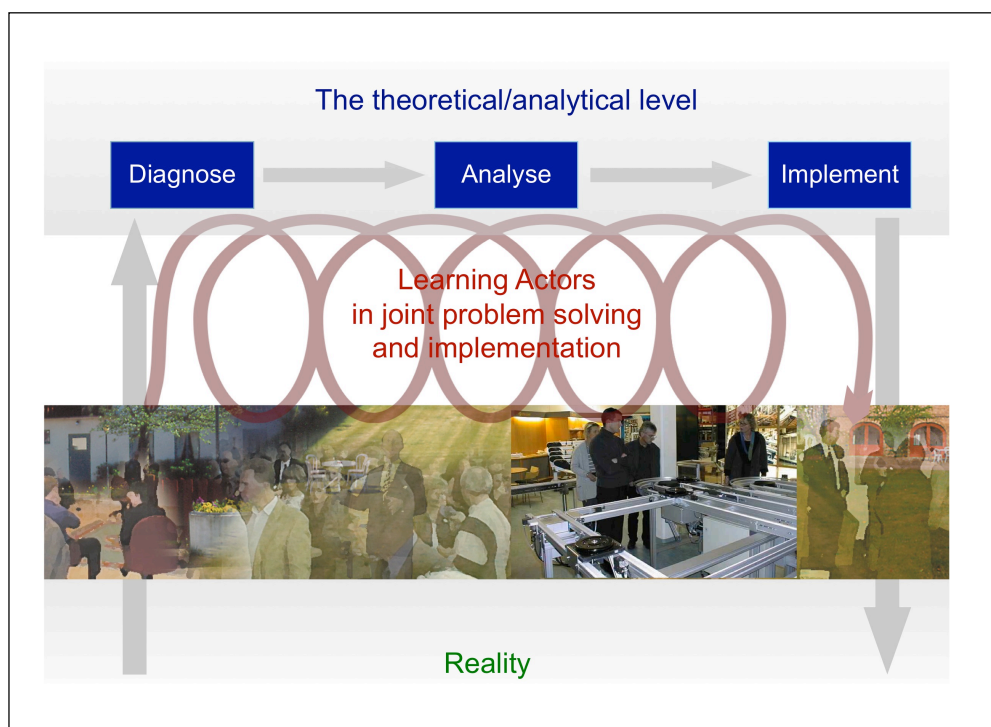 The theoretical/analytical level
Diagnose
Analyse
Implement
Learning Actors
in joint problem solving
and implementation
Reality